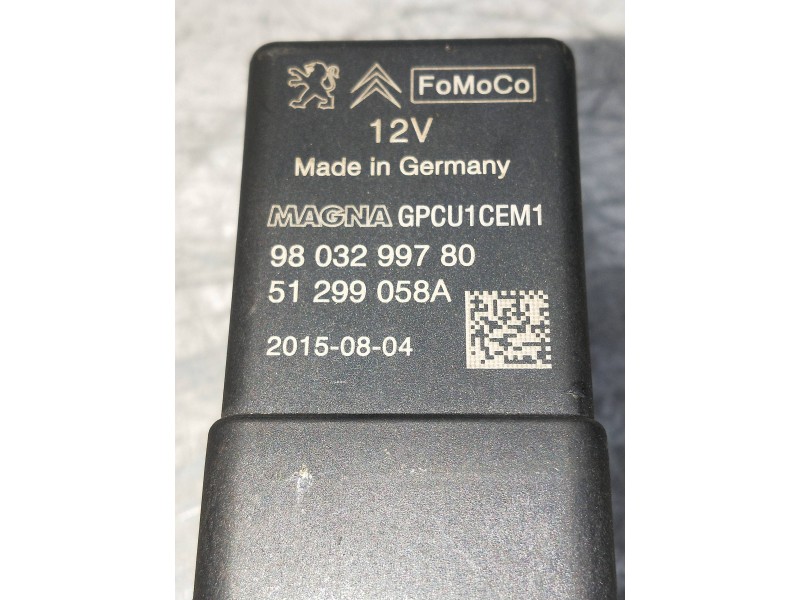 FoMoCo
12V
Made in Germany
MAGNA GPCU1CEM1
98 032 997 80
51 299 058A
2015-08-04